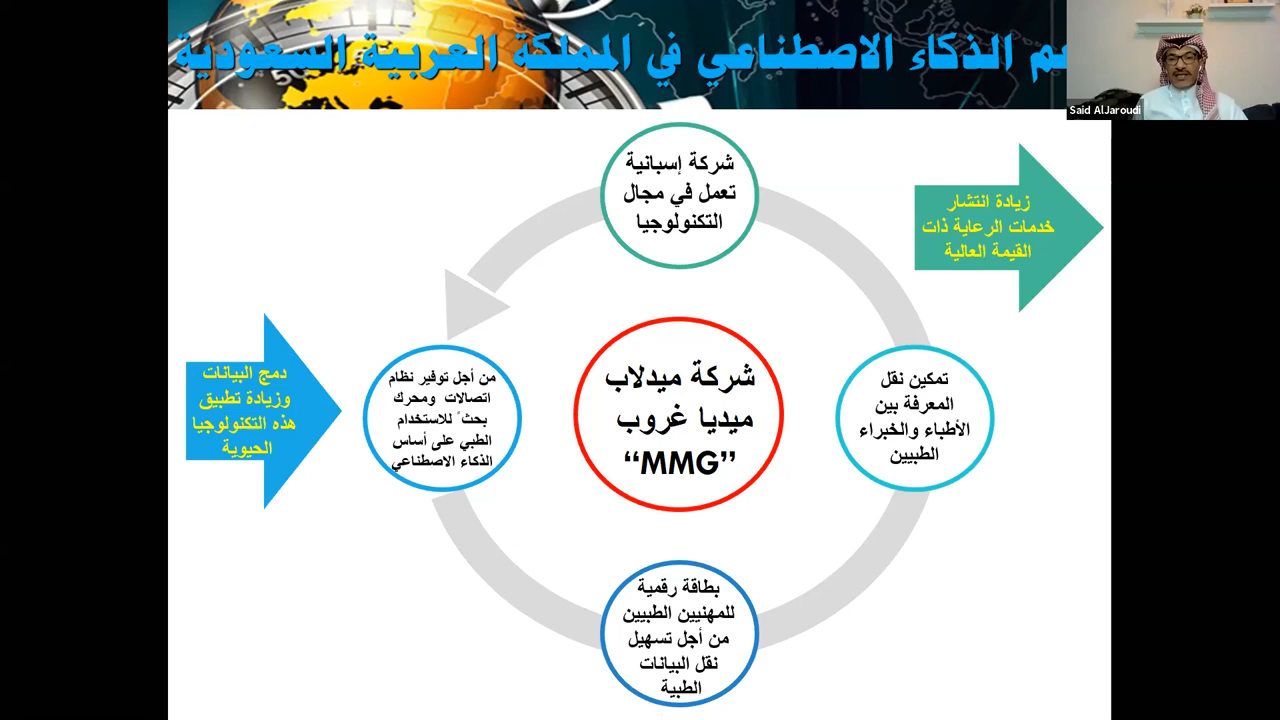 عم الذكاء الاصطناعي في المملكة العربية السعودية
Said AlJaroudi
شركة إسبانية
تعمل في مجال
التكنولوجيا
زيادة انتشار
خدمات الرعاية ذات
القيمة العالية
شركة ميدلاب
ميديا غروب
“MMG”
تمكين نقل
المعرفة بين
الأطباء والخبراء
الطبيين
من أجل توفير نظام
اتصالات ومحرك
بحث ً للاستخدام
الطبي على أساس
الذكاء الاصطناعي
دمج البيانات
وزيادة تطبيق
هذه التكنولوجيا
الحيوية
بطاقة رقمية
للمهنيين الطبيين
من أجل تسهيل
نقل البيانات
الطبية